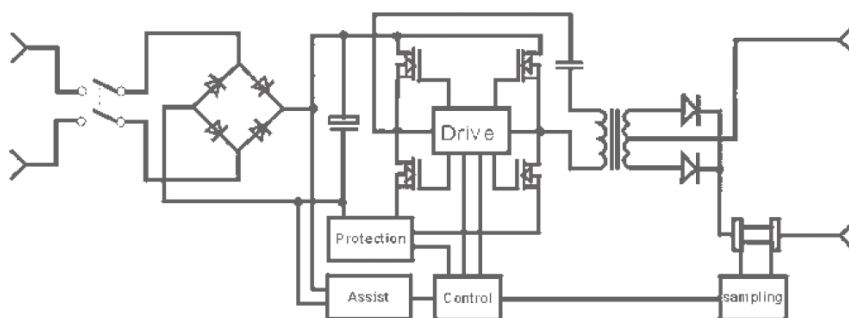 Drive
Protection
Assist
Control
sampling